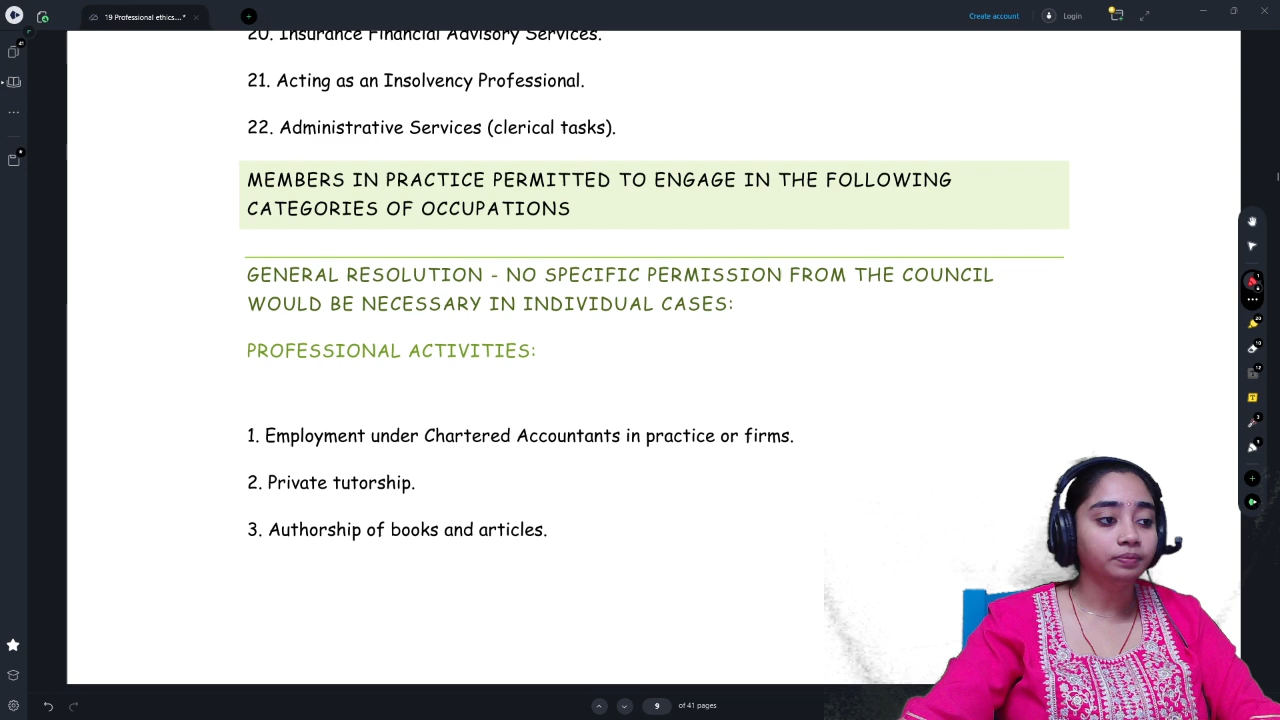 19 Professional ethics....*
Create account
Login
20. Insurance Financial Advisory Services.
21. Acting as an Insolvency Professional.
22. Administrative Services (clerical tasks).
MEMBERS IN PRACTICE PERMITTED TO ENGAGE IN THE FOLLOWING
CATEGORIES OF OCCUPATIONS
GENERAL RESOLUTION - NO SPECIFIC PERMISSION FROM THE COUNCIL
WOULD BE NECESSARY IN INDIVIDUAL CASES:
PROFESSIONAL ACTIVITIES:
1. Employment under Chartered Accountants in practice or firms.
2. Private tutorship.
3. Authorship of books and articles.
9 of 41 pages